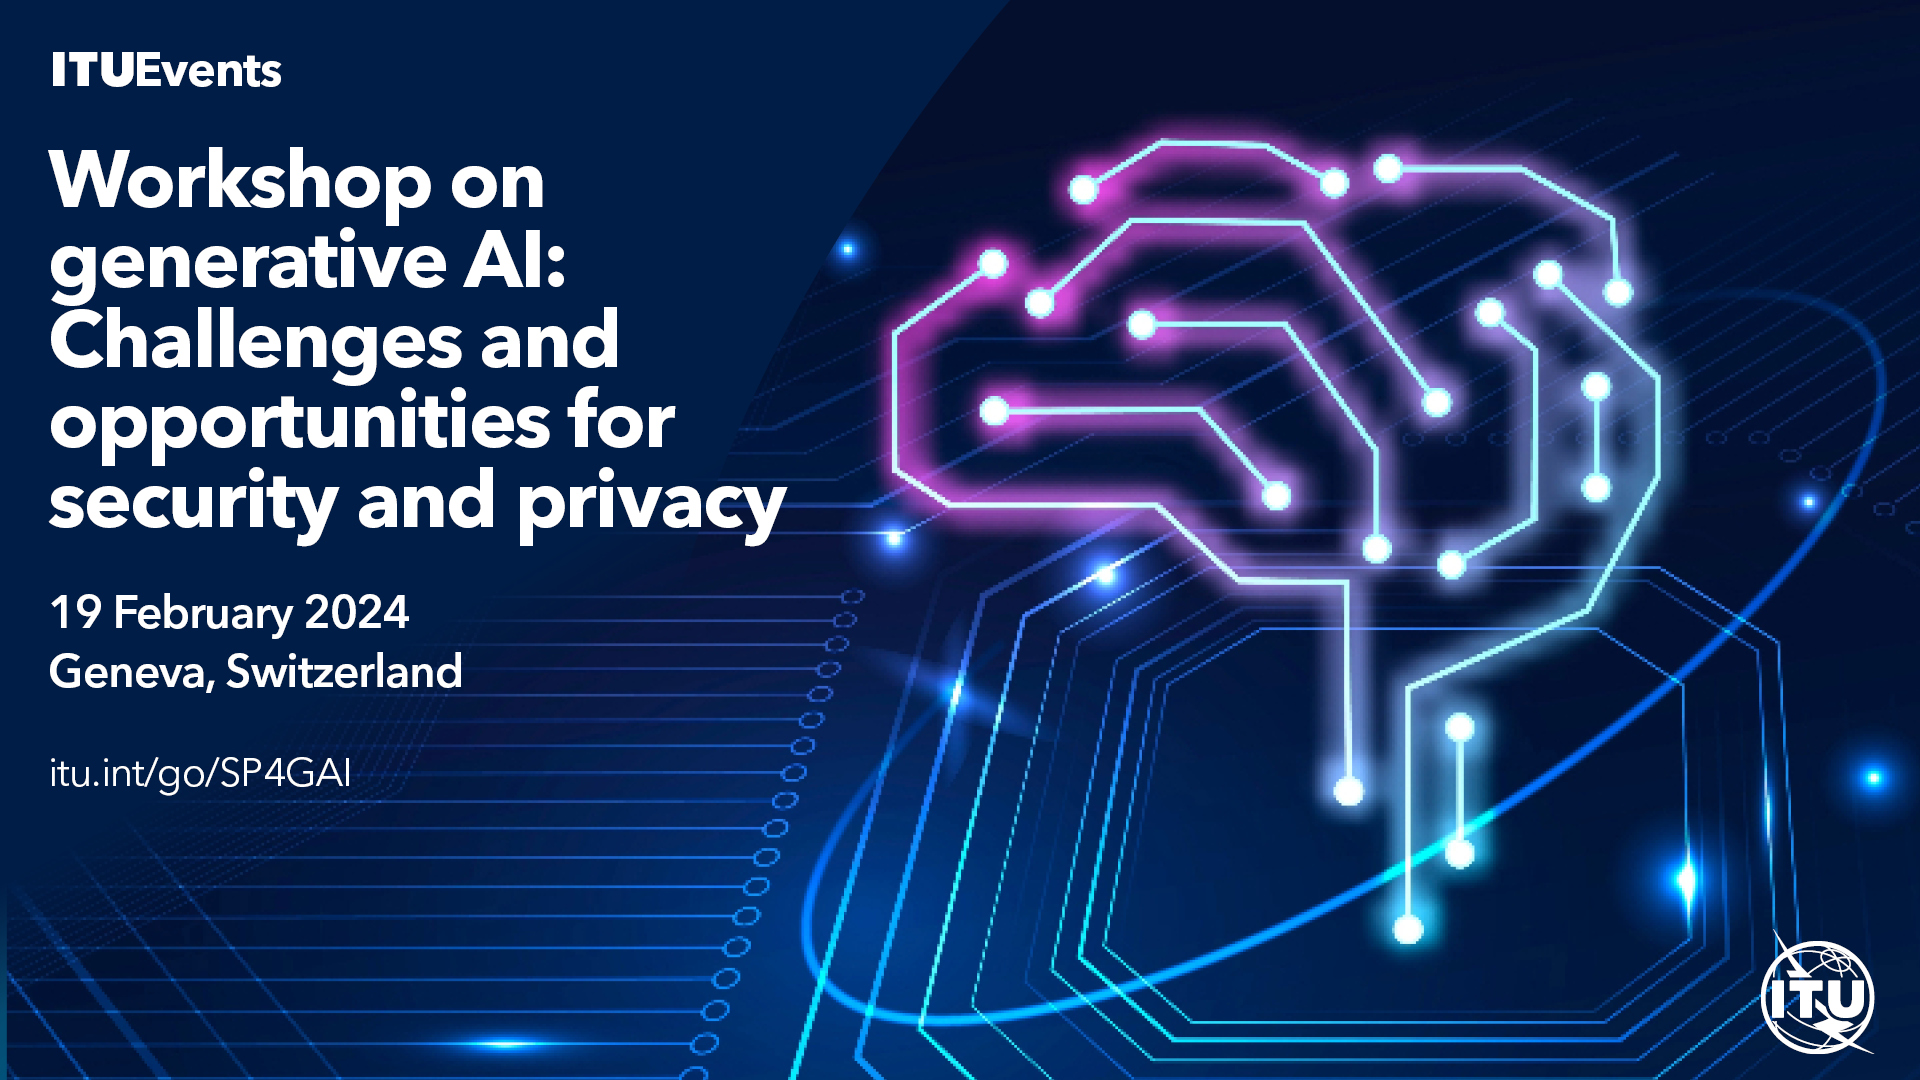 ITUEvents
Workshop on
generative AI:
Challenges and
opportunities for
security and privacy
19 February 2024
Geneva, Switzerland
itu.int/go/SP4GAI
ITU